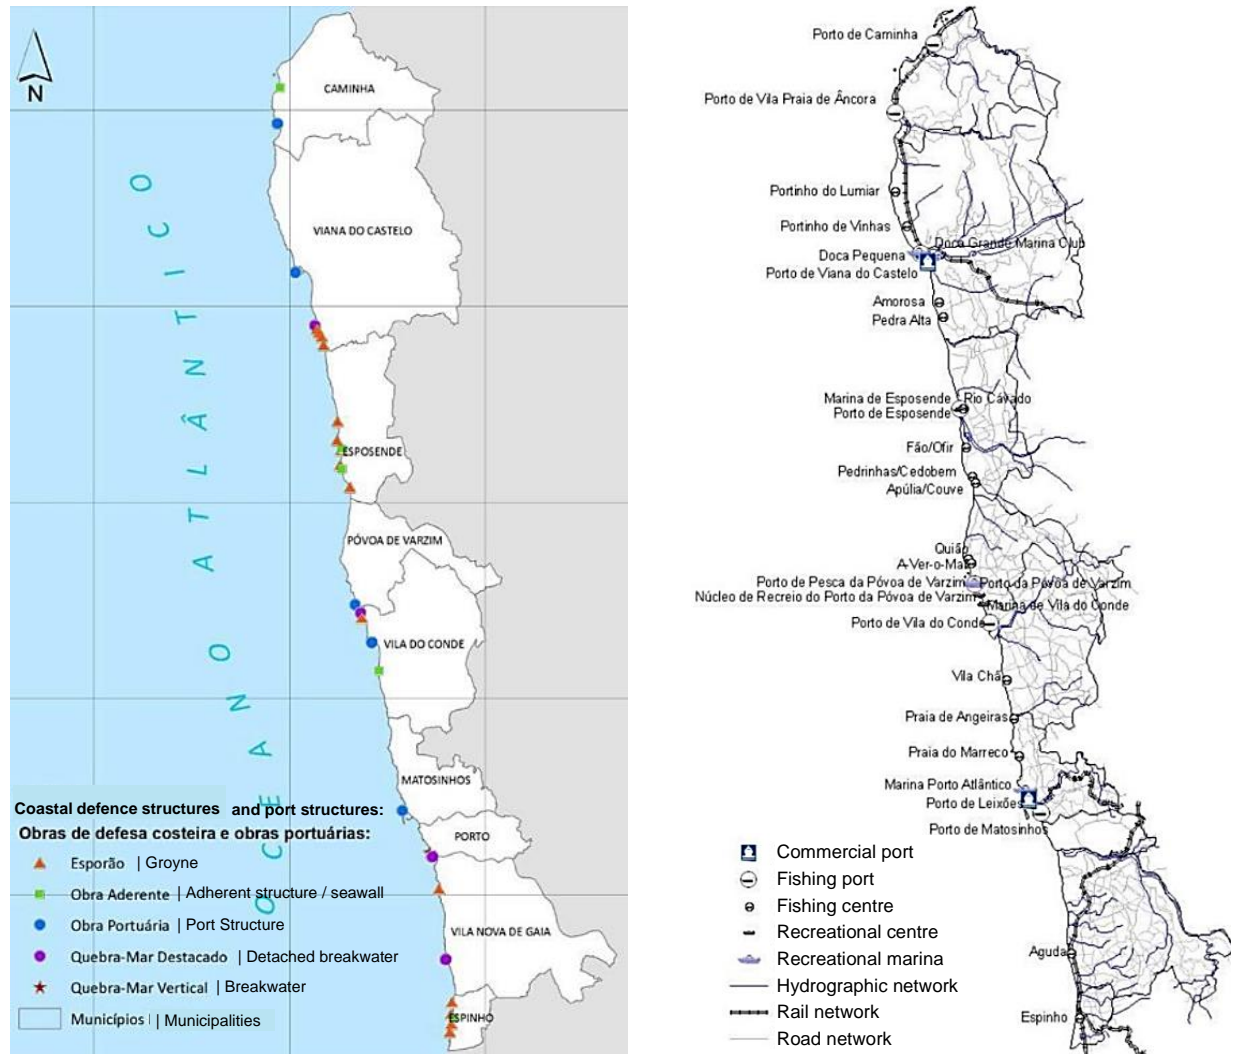 N
CAMINHA
VIANA DO CASTELO
ESPOSENDE
PÓVOA DE VARZIM
VILA DO CONDE
MATOSINHOS
PORTO
VILA NOVA DE GAIA
ESPINHO
OCEANO ATLÂNTICO
Coastal defence structures and port structures:
Obras de defesa costeira e obras portuárias:
Esporão | Groyne
Obra Aderente | Adherent structure / seawall
Obra Portuária | Port Structure
Quebra-Mar Destacado | Detached breakwater
Quebra-Mar Vertical | Breakwater
Municípios | | Municipalities
Porto de Caminha
Porto de Vila Praia de Âncora
Portinho do Lumiar
Portinho de Vinhas
Doca Grande Marina Club
Doca Pequena
Porto de Viana do Castelo
Amorosa
Pedra Alta
Marina de Esposende Rio Cávado
Porto de Esposende
Fão/Ofir
Pedrinhas/Cedobem
Apúlia/Couve
Quião
A-Ver-o-Mar
Porto de Pesca da Póvoa de Varzim Porto da Póvoa de Varzim
Núcleo de Recreio do Porto da Póvoa de Varzim
Marina de Vila do Conde
Porto de Vila do Conde
Vila Chã
Praia de Angeiras
Praia do Marreco
Marina Porto Atlântico
Porto de Leixões
Porto de Matosinhos
Aguda
Espinho
Commercial port
Fishing port
Fishing centre
Recreational centre
Recreational marina
Hydrographic network
Rail network
Road network